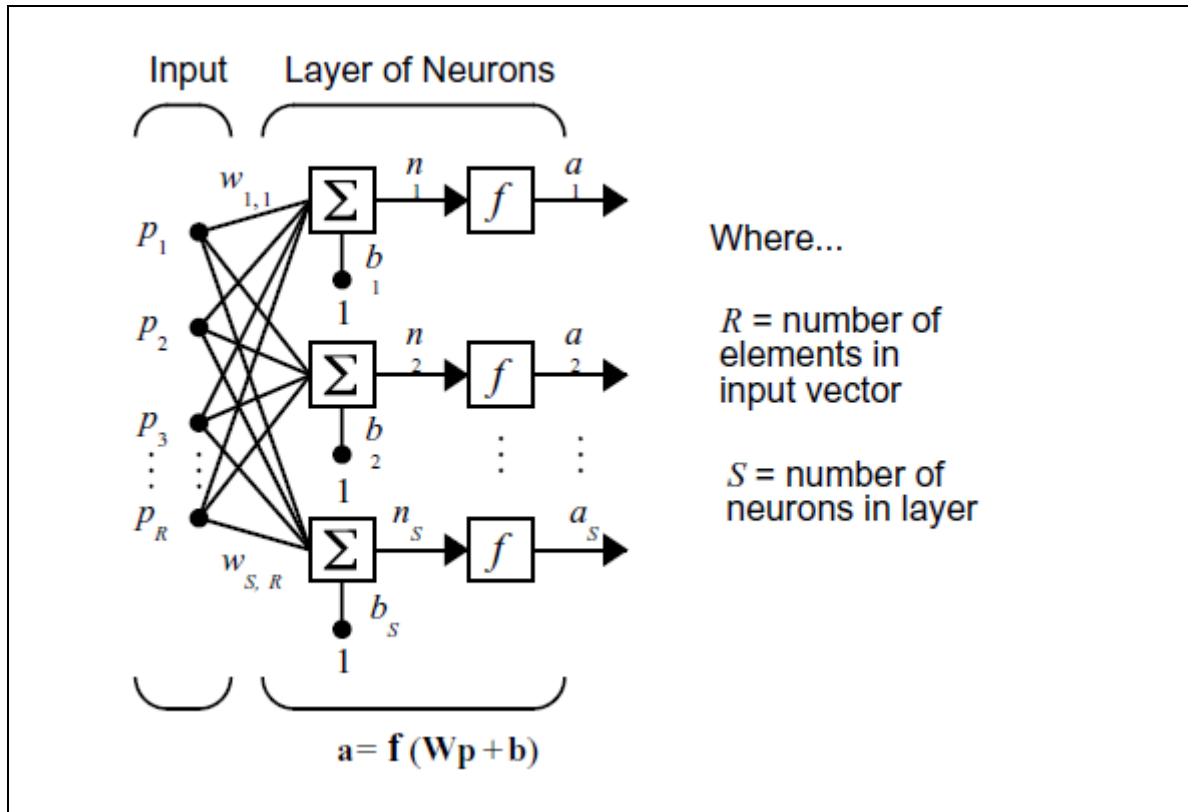 Input Layer of Neurons
w1,1 n1 a1
Σ f
p1
b1
1
Where...
p2 n2 a2
R = number of
elements in
input vector
Σ f
p3
b2
1
S = number of
neurons in layer
pR nS aS
Σ f
wS, R
bS
1
a= f (Wp + b)